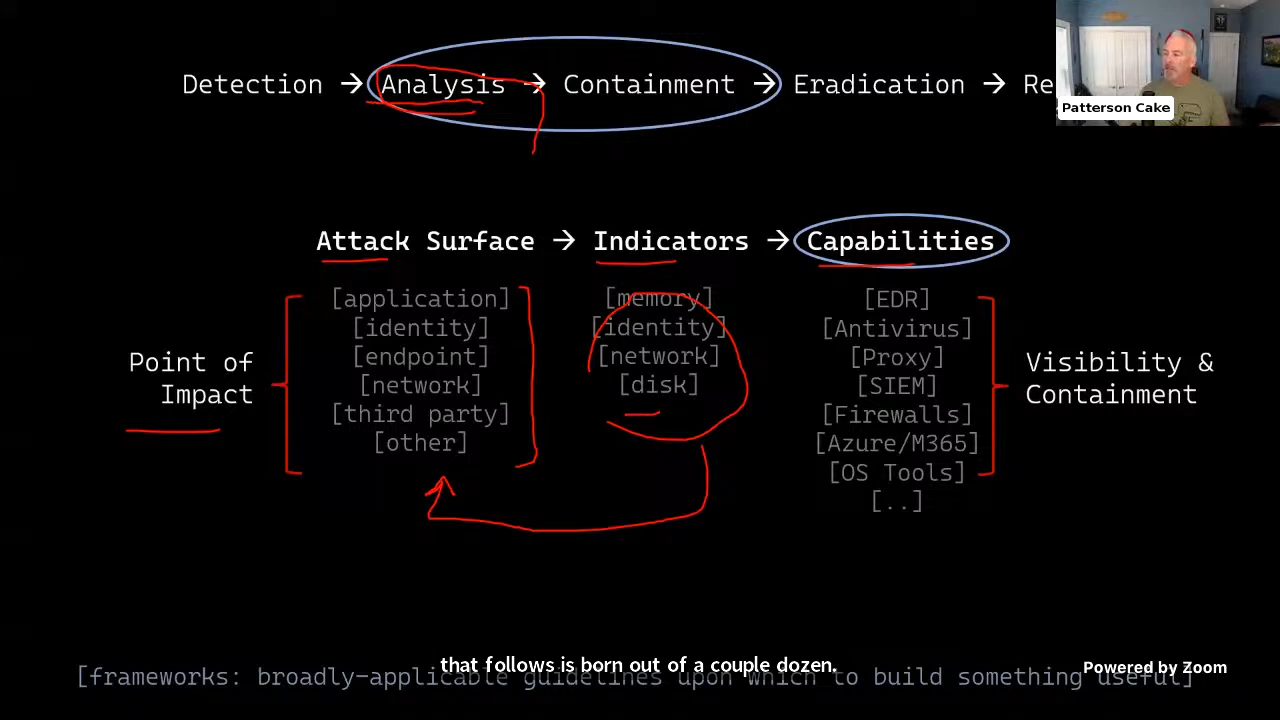 Detection → Analysis → Containment → Eradication → Re
Patterson Cake
Attack Surface → Indicators → Capabilities
Point of
Impact
[application]
[identity]
[endpoint]
[network]
[third party]
[other]
[memory]
[identity]
[network]
[disk]
[EDR]
[Antivirus]
[Proxy]
[SIEM]
[Firewalls]
[Azure/M365]
[OS Tools]
[..]
Visibility &
Containment
that follows is born out of a couple dozen.
Powered by Zoom
[frameworks: broadly-applicable guidelines upon which to build something useful]